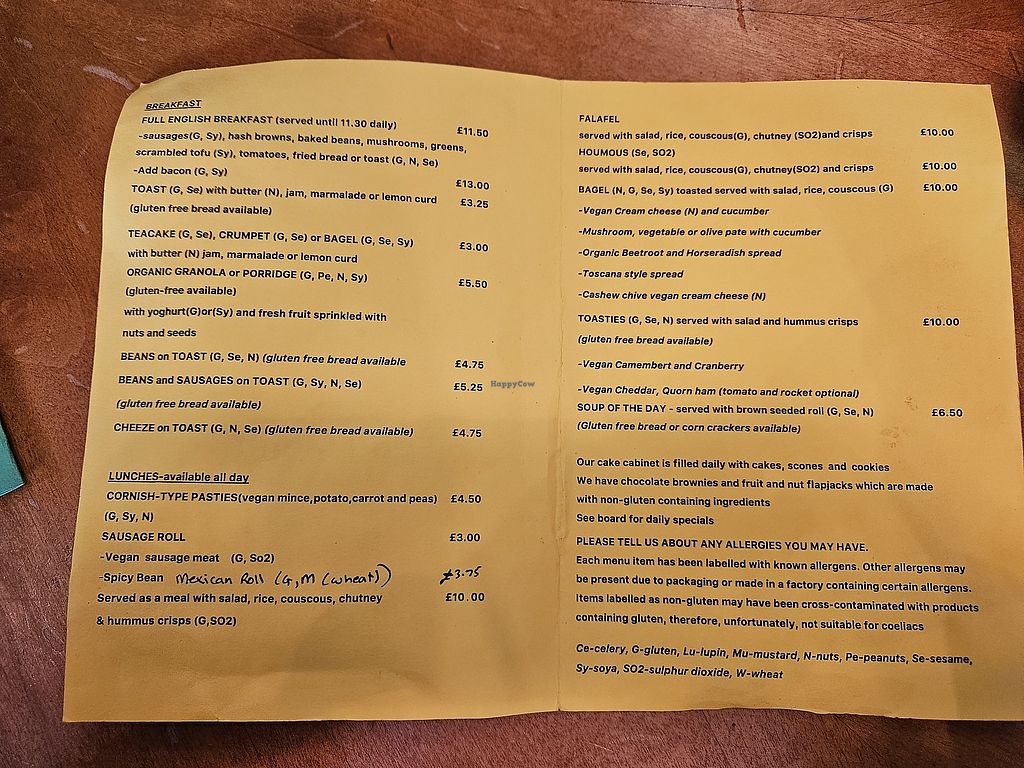 BREAKFAST
FULL ENGLISH BREAKFAST (served until 11.30 daily) £11.50
-sausages(G, Sy), hash browns, baked beans, mushrooms, greens,
scrambled tofu (Sy), tomatoes, fried bread or toast (G, N, Se)
-Add bacon (G, Sy) £13.00
TOAST (G, Se) with butter (N), jam, marmalade or lemon curd £3.25
(gluten free bread available)
TEACAKE (G, Se), CRUMPET (G, Se) or BAGEL (G, Se, Sy) £3.00
with butter (N) jam, marmalade or lemon curd
ORGANIC GRANOLA or PORRIDGE (G, Pe, N, Sy) £5.50
(gluten-free available)
with yoghurt(G)or(Sy) and fresh fruit sprinkled with
nuts and seeds
BEANS on TOAST (G, Se, N) (gluten free bread available £4.75
BEANS and SAUSAGES on TOAST (G, Sy, N, Se) £5.25
(gluten free bread available)
CHEEZE on TOAST (G, N, Se) (gluten free bread available) £4.75
LUNCHES-available all day
CORNISH-TYPE PASTIES(vegan mince,potato,carrot and peas) £4.50
(G, Sy, N)
SAUSAGE ROLL £3.00
-Vegan sausage meat (G, So2)
-Spicy Bean Mexican Roll (G, M (wheat)) £3.75
Served as a meal with salad, rice, couscous, chutney £10.00
& hummus crisps (G,SO2)
HappyCow
FALAFEL
served with salad, rice, couscous(G), chutney (SO2)and crisps £10.00
HOUMOUS (Se, SO2)
served with salad, rice, couscous(G), chutney(SO2) and crisps £10.00
BAGEL (N, G, Se, Sy) toasted served with salad, rice, couscous (G) £10.00
-Vegan Cream cheese (N) and cucumber
-Mushroom, vegetable or olive pate with cucumber
-Organic Beetroot and Horseradish spread
-Toscana style spread
-Cashew chive vegan cream cheese (N)
TOASTIES (G, Se, N) served with salad and hummus crisps £10.00
(gluten free bread available)
-Vegan Camembert and Cranberry
-Vegan Cheddar, Quorn ham (tomato and rocket optional)
SOUP OF THE DAY - served with brown seeded roll (G, Se, N) £6.50
(Gluten free bread or corn crackers available)
Our cake cabinet is filled daily with cakes, scones and cookies
We have chocolate brownies and fruit and nut flapjacks which are made
with non-gluten containing ingredients
See board for daily specials
PLEASE TELL US ABOUT ANY ALLERGIES YOU MAY HAVE.
Each menu item has been labelled with known allergens. Other allergens may
be present due to packaging or made in a factory containing certain allergens.
Items labelled as non-gluten may have been cross-contaminated with products
containing gluten, therefore, unfortunately, not suitable for coeliacs
Ce-celery, G-gluten, Lu-lupin, Mu-mustard, N-nuts, Pe-peanuts, Se-sesame,
Sy-soya, SO2-sulphur dioxide, W-wheat